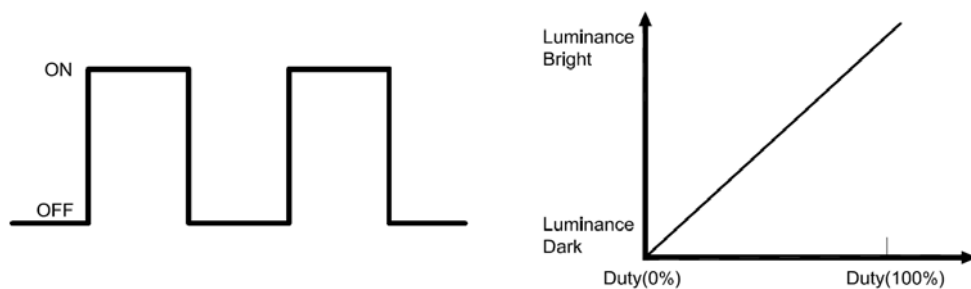 ON
OFF
Luminance
Bright
Luminance
Dark
Duty(0%)
Duty(100%)